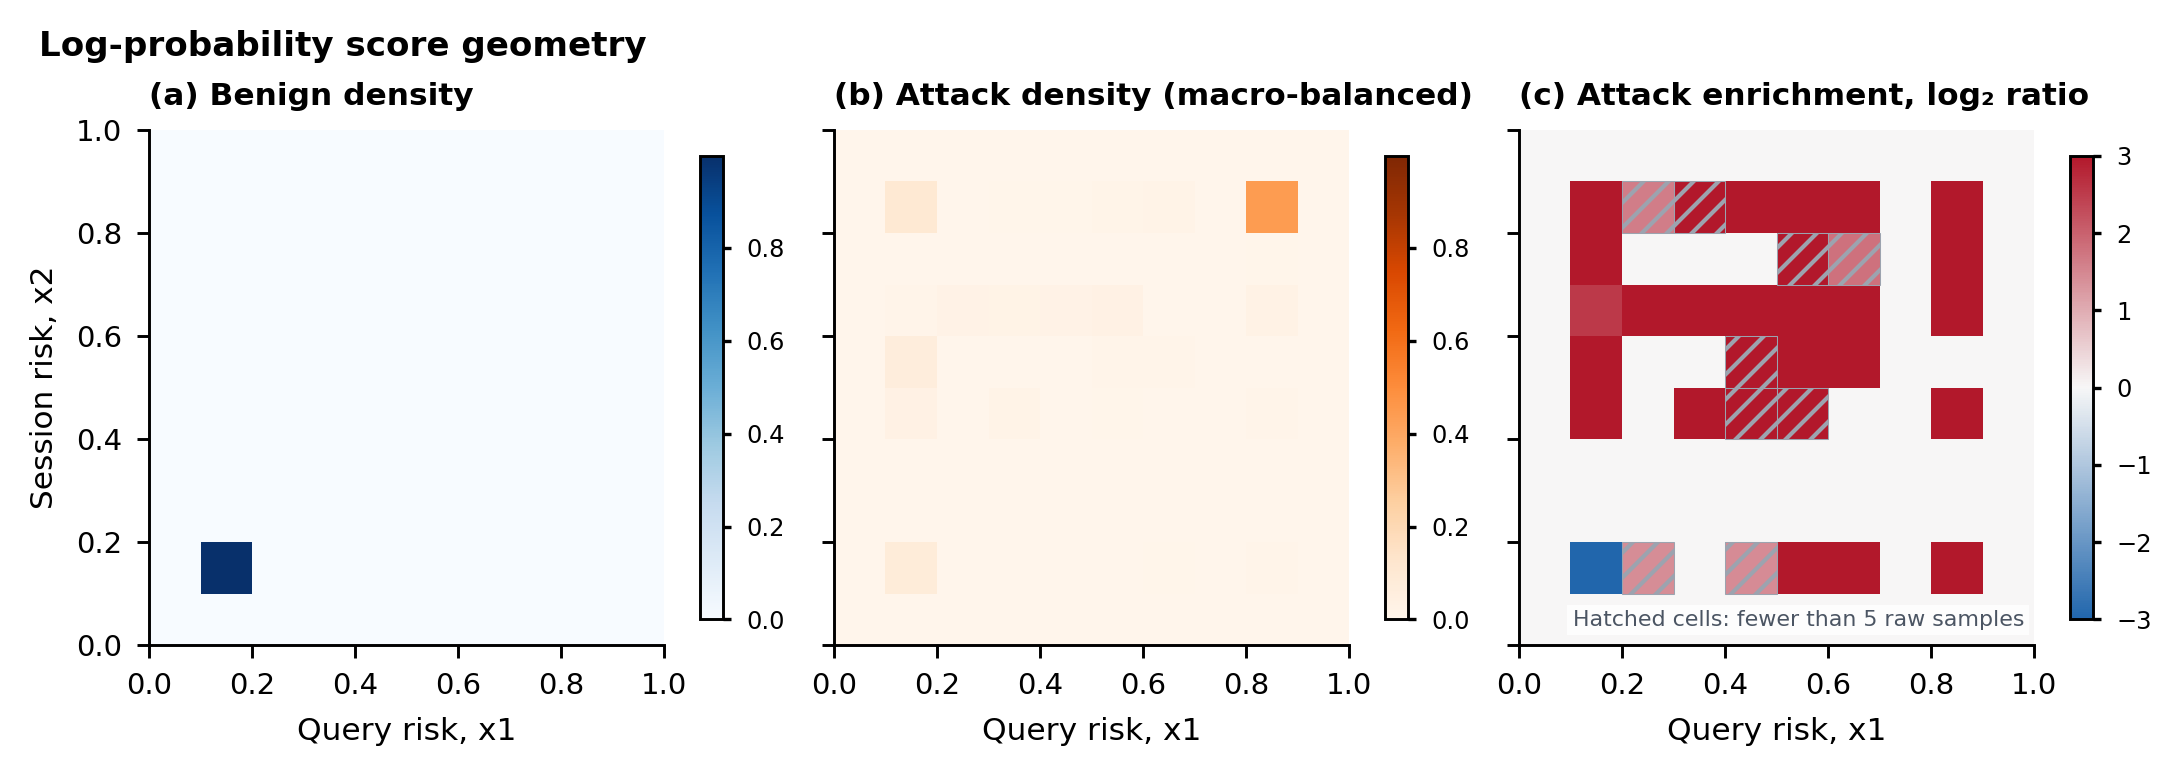 Log-probability score geometry
(a) Benign density
(b) Attack density (macro-balanced)
(c) Attack enrichment, log₂ ratio
Session risk, x2
1.0
0.8
0.6
0.4
0.2
0.0
0.0 0.2 0.4 0.6 0.8 1.0
Query risk, x1
0.8
0.6
0.4
0.2
0.0
0.0 0.2 0.4 0.6 0.8 1.0
Query risk, x1
0.8
0.6
0.4
0.2
0.0
Hatched cells: fewer than 5 raw samples
0.0 0.2 0.4 0.6 0.8 1.0
Query risk, x1
3
2
1
0
−1
−2
−3